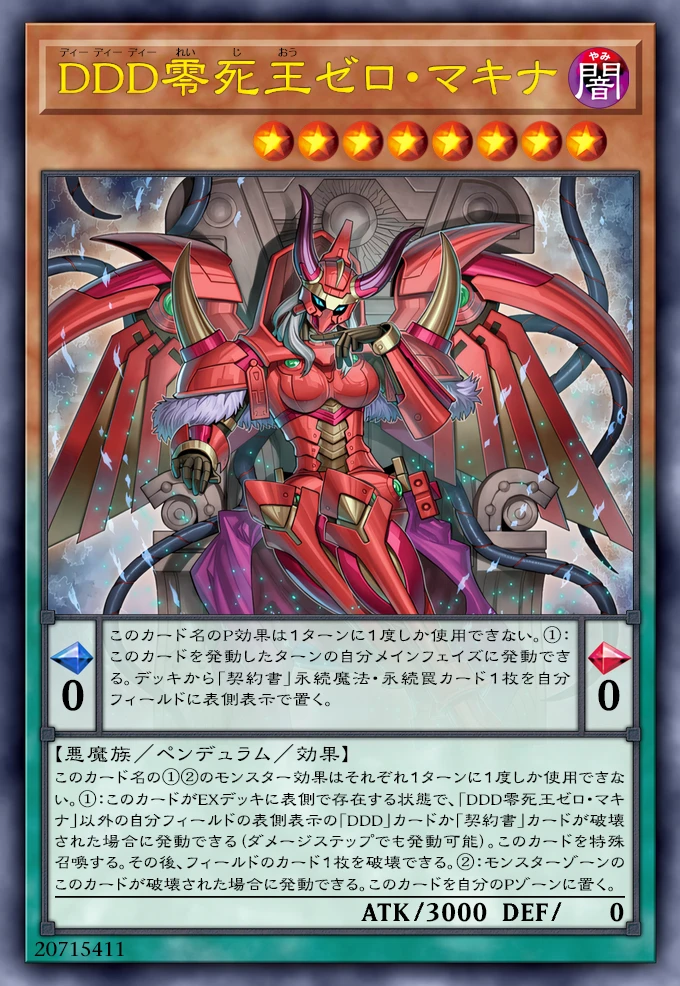 ディー ディー ディー れい じ おう
DDD零死王ゼロ・マキナ
やみ
闇
このカード名のP効果は1ターンに1度しか使用できない。①:
このカードを発動したターンの自分メインフェイズに発動でき
る。デッキから「契約書」永続魔法・永続罠カード1枚を自分
フィールドに表側表示で置く。
0
0
【悪魔族／ペンデュラム／効果】
このカード名の①②のモンスター効果はそれぞれ1ターンに1度しか使用できな
い。①:このカードがEXデッキに表側で存在する状態で、「DDD零死王ゼロ・マキ
ナ」以外の自分フィールドの表側表示の「DDD」カードか「契約書」カードが破壊
された場合に発動できる(ダメージステップでも発動可能)。このカードを特殊
召喚する。その後、フィールドのカード1枚を破壊できる。②:モンスターゾーンの
このカードが破壊された場合に発動できる。このカードを自分のPゾーンに置く。
ATK/3000 DEF/ 0
20715411